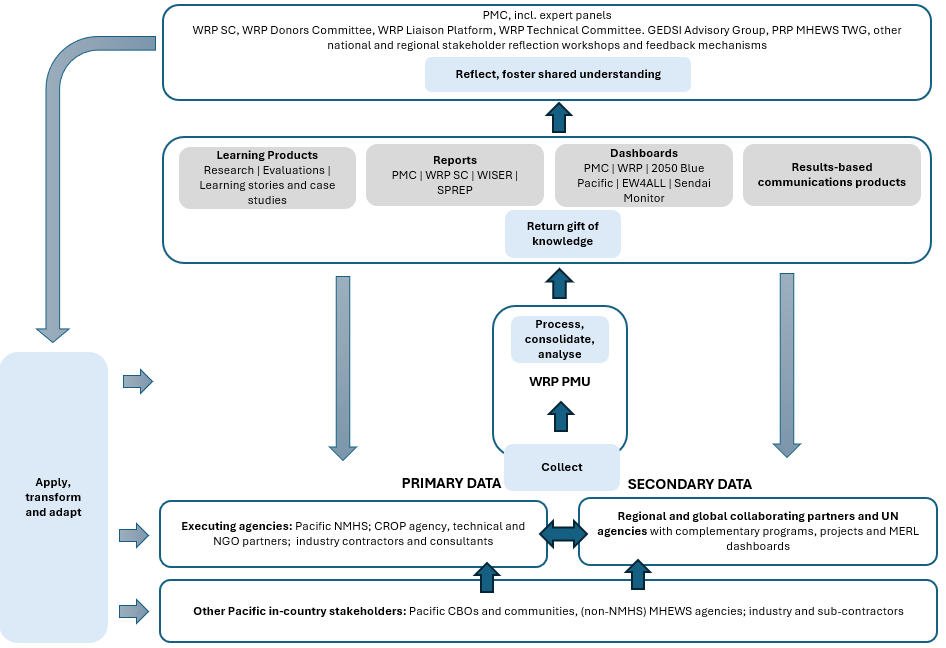 PMC, incl. expert panels
WRP SC, WRP Donors Committee, WRP Liaison Platform, WRP Technical Committee. GEDSI Advisory Group, PRP MHEWS TWG, other
national and regional stakeholder reflection workshops and feedback mechanisms
Reflect, foster shared understanding
Learning Products
Research | Evaluations |
Learning stories and case
studies
Reports
PMC | WRP SC | WISER |
SPREP
Dashboards
PMC | WRP | 2050 Blue
Pacific | EW4ALL | Sendai
Monitor
Results-based
communications products
Return gift of
knowledge
Process,
consolidate,
analyse
WRP PMU
Collect
PRIMARY DATA
SECONDARY DATA
Apply,
transform
and adapt
Executing agencies: Pacific NMHS; CROP agency, technical and
NGO partners; industry contractors and consultants
Regional and global collaborating partners and UN
agencies with complementary programs, projects and MERL
dashboards
Other Pacific in-country stakeholders: Pacific CBOs and communities, (non-NMHS) MHEWS agencies; industry and sub-contractors